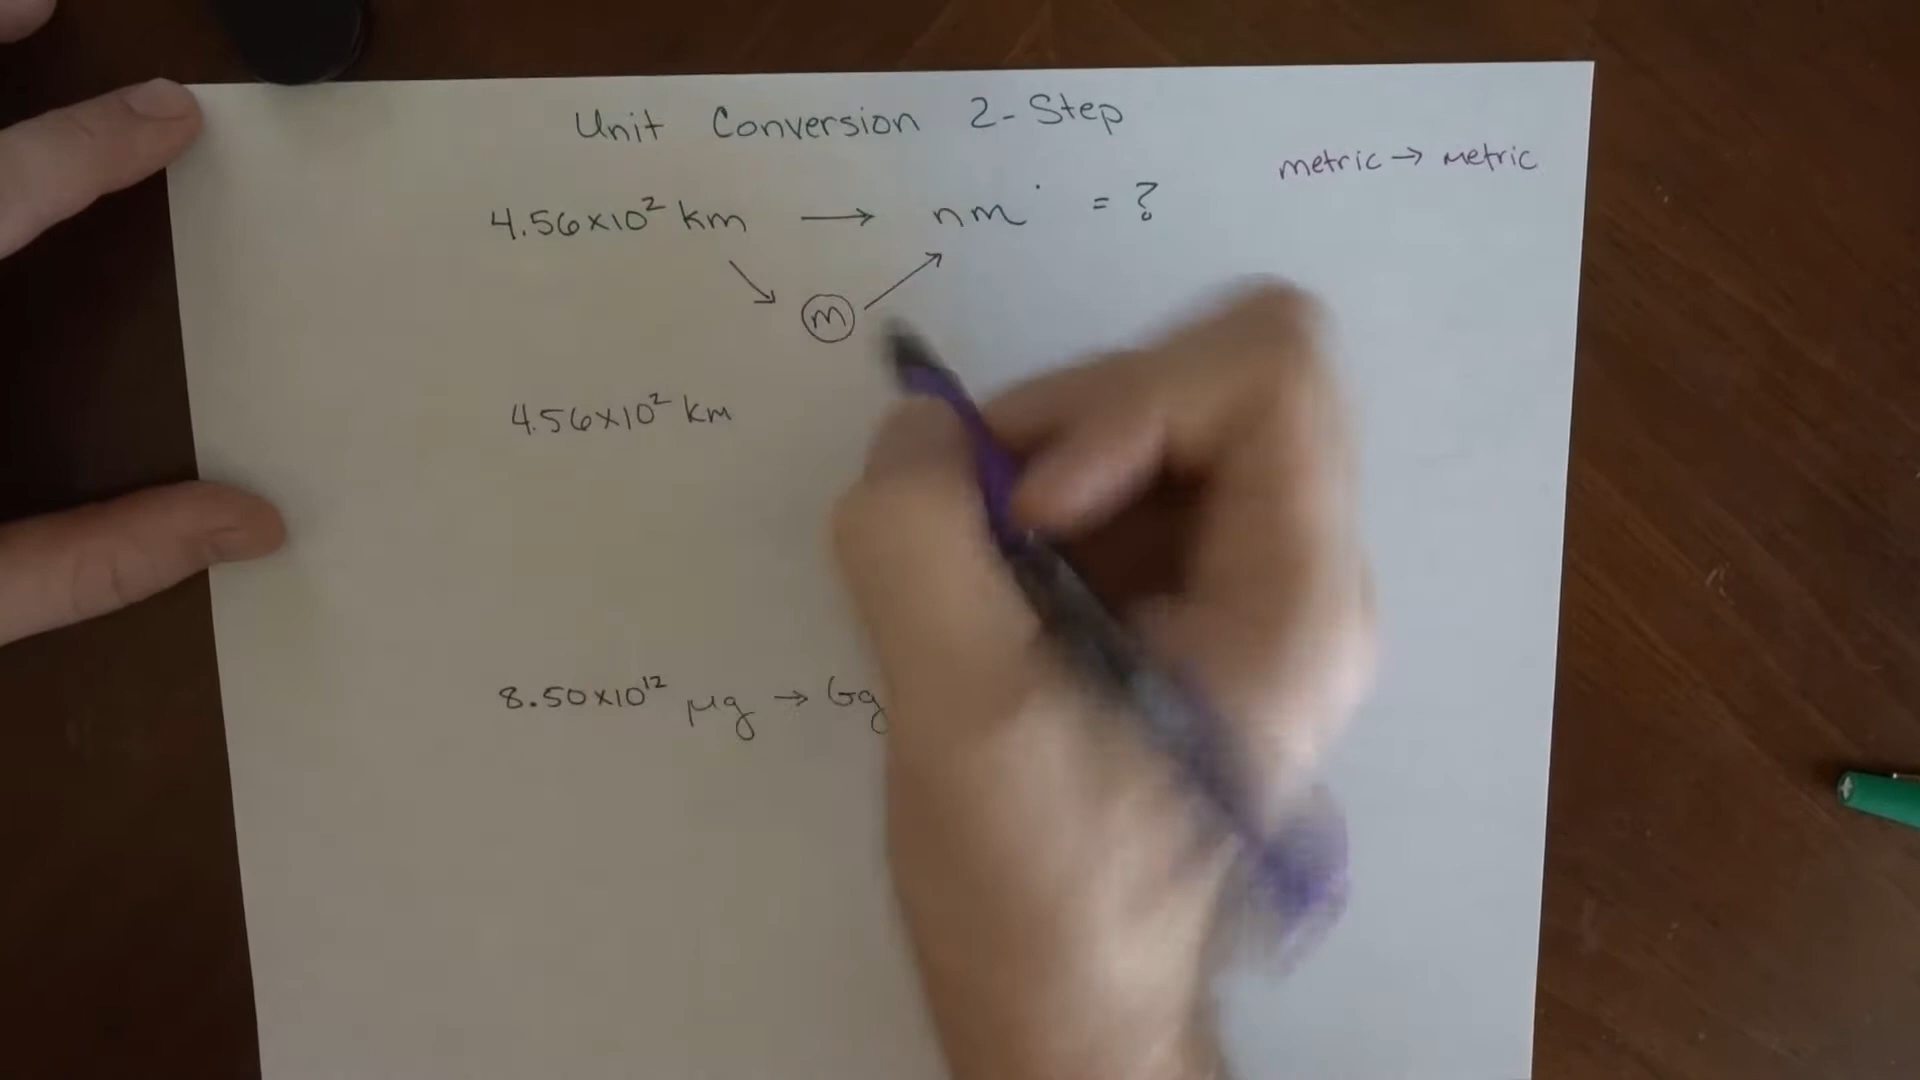 Unit Conversion 2-Step
metric → metric
4.56x10² km → nm = ?
m
4.56x10² km
8.50x10¹² μg → Gg